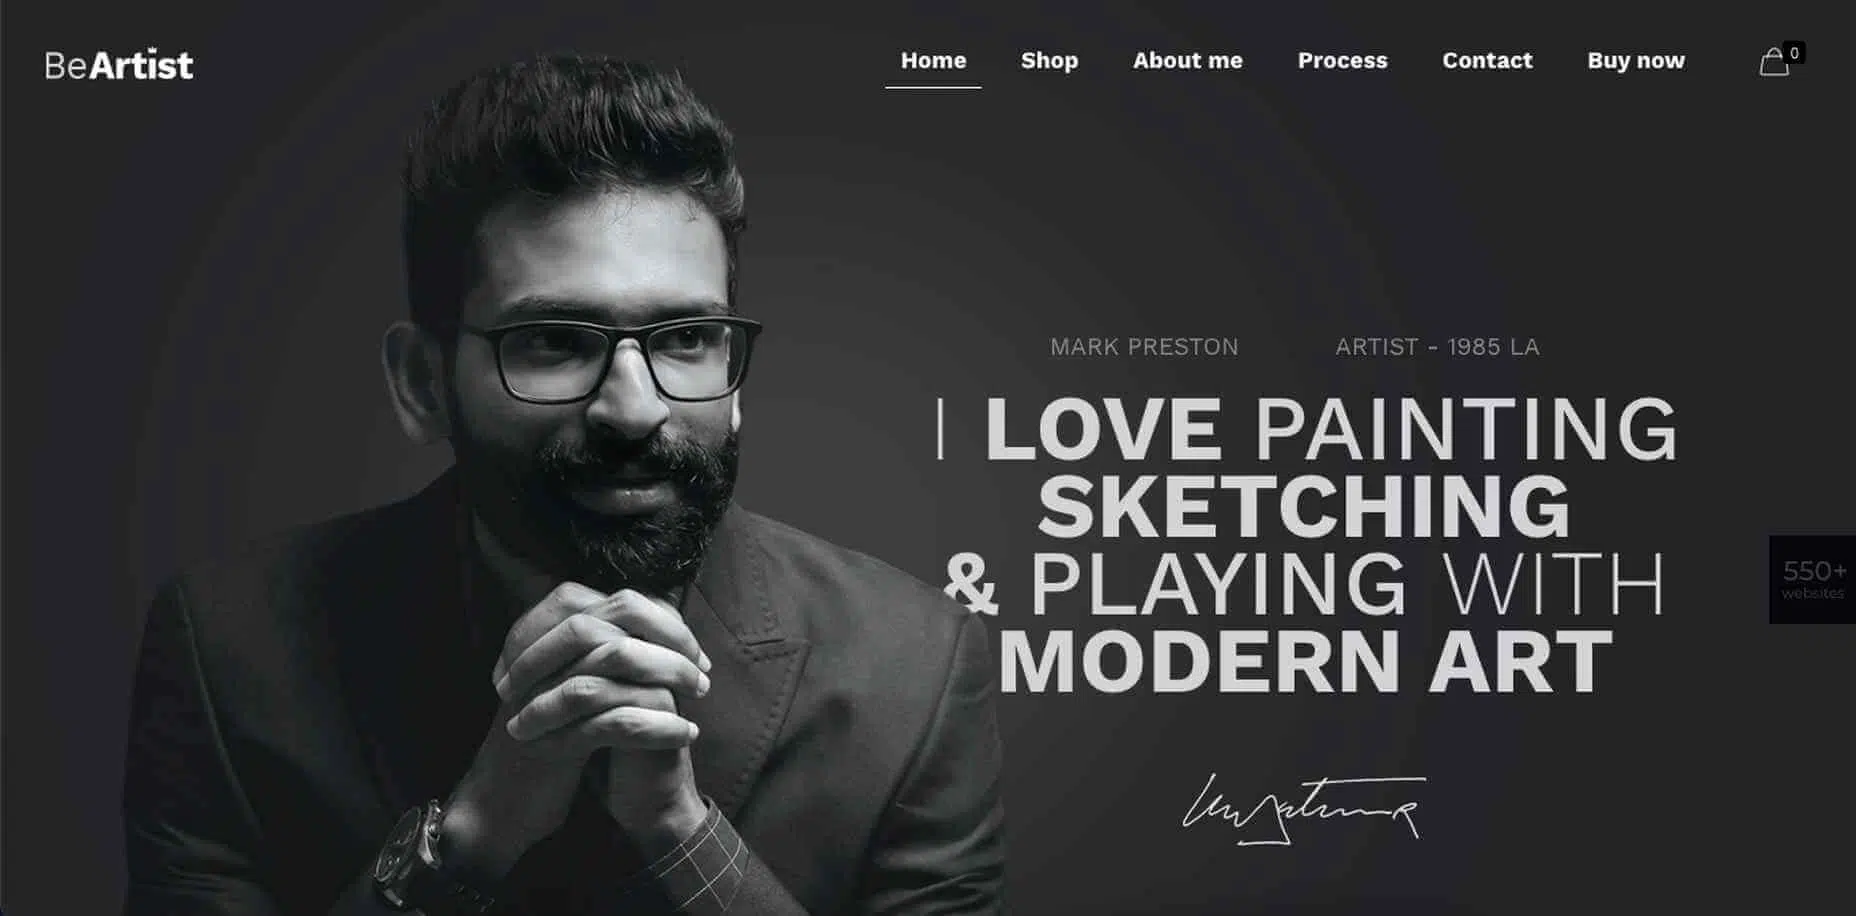 BeArtist
Home Shop About me Process Contact Buy now 0
MARK PRESTON ARTIST - 1985 LA
I LOVE PAINTING
SKETCHING
& PLAYING WITH
MODERN ART
550+
websites